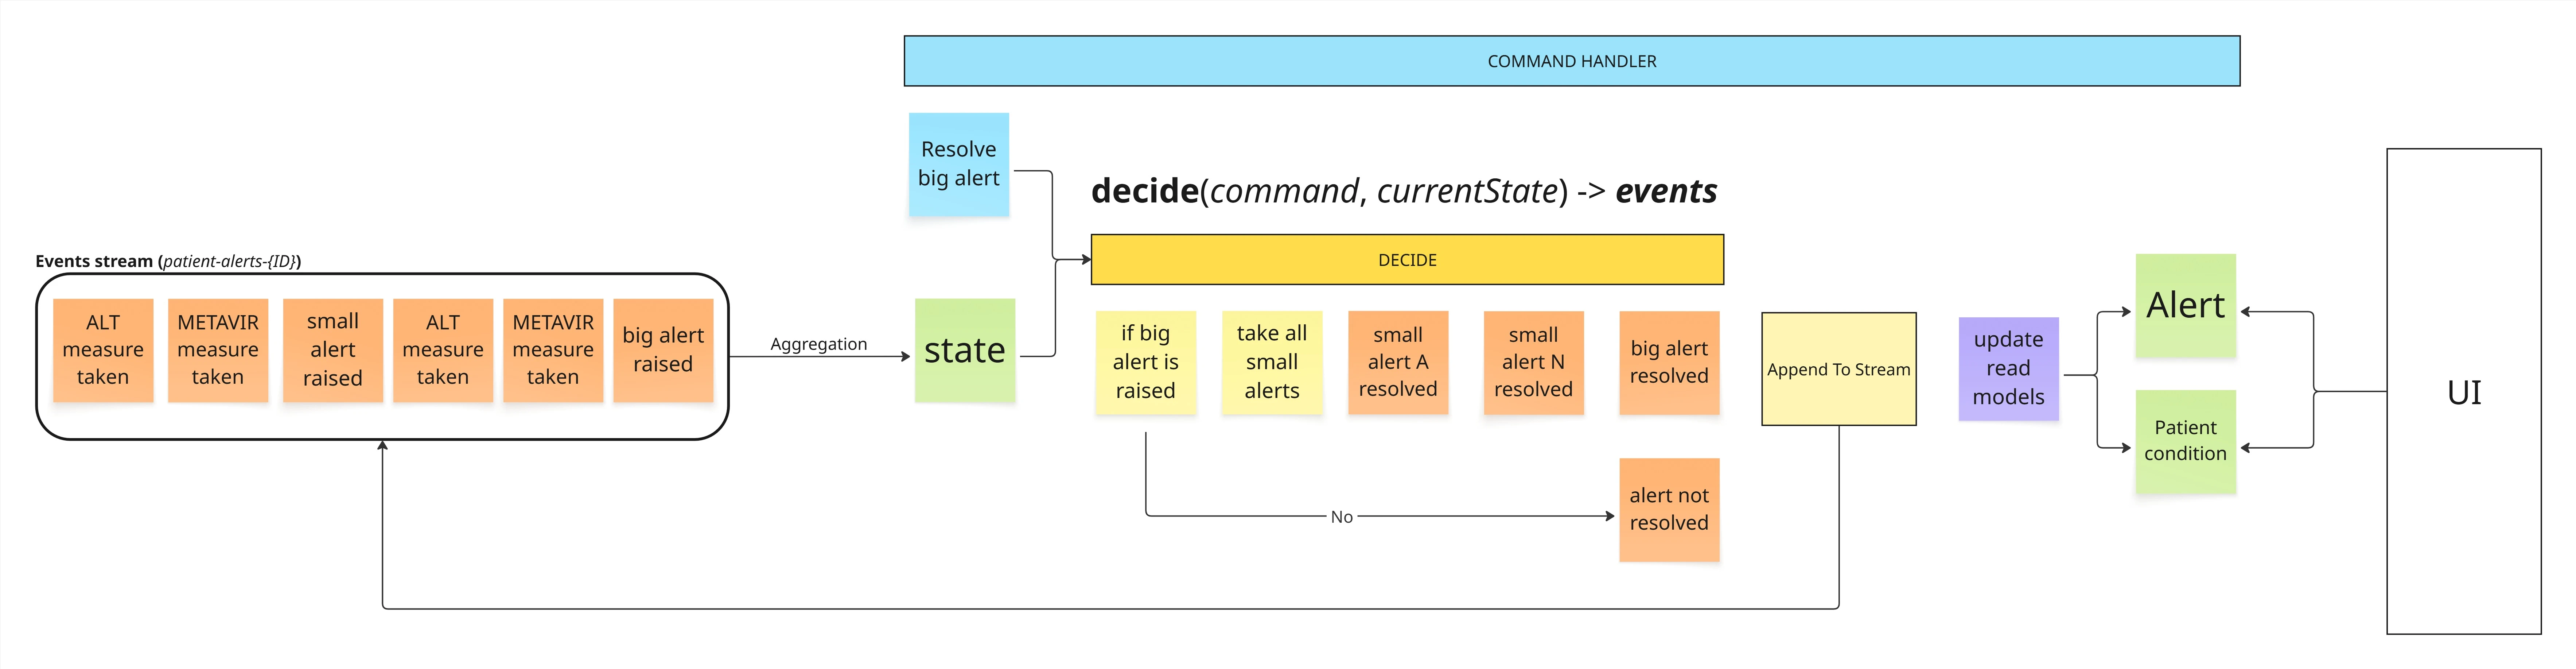 COMMAND HANDLER
Resolve
big alert
decide(command, currentState) -> events
DECIDE
Events stream (patient-alerts-{ID})
ALT
measure
taken
METAVIR
measure
taken
small
alert
raised
ALT
measure
taken
METAVIR
measure
taken
big alert
raised
Aggregation
state
if big
alert is
raised
take all
small
alerts
small
alert A
resolved
small
alert N
resolved
big alert
resolved
No
alert not
resolved
Append To Stream
update
read
models
Alert
Patient
condition
UI